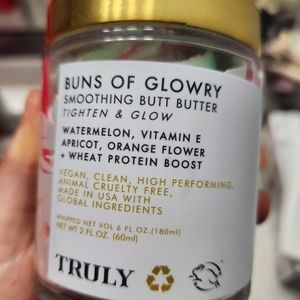 BUNS OF GLOWRY
SMOOTHING BUTT BUTTER
TIGHTEN & GLOW
WATERMELON, VITAMIN E
APRICOT, ORANGE FLOWER
+ WHEAT PROTEIN BOOST
VEGAN, CLEAN, HIGH PERFORMING,
ANIMAL CRUELTY FREE,
MADE IN USA WITH
GLOBAL INGREDIENTS
WHIPPED NET VOL 6 FL.OZ.(180ml)
NET WT 2 FL.OZ. (60ml)
TRULY